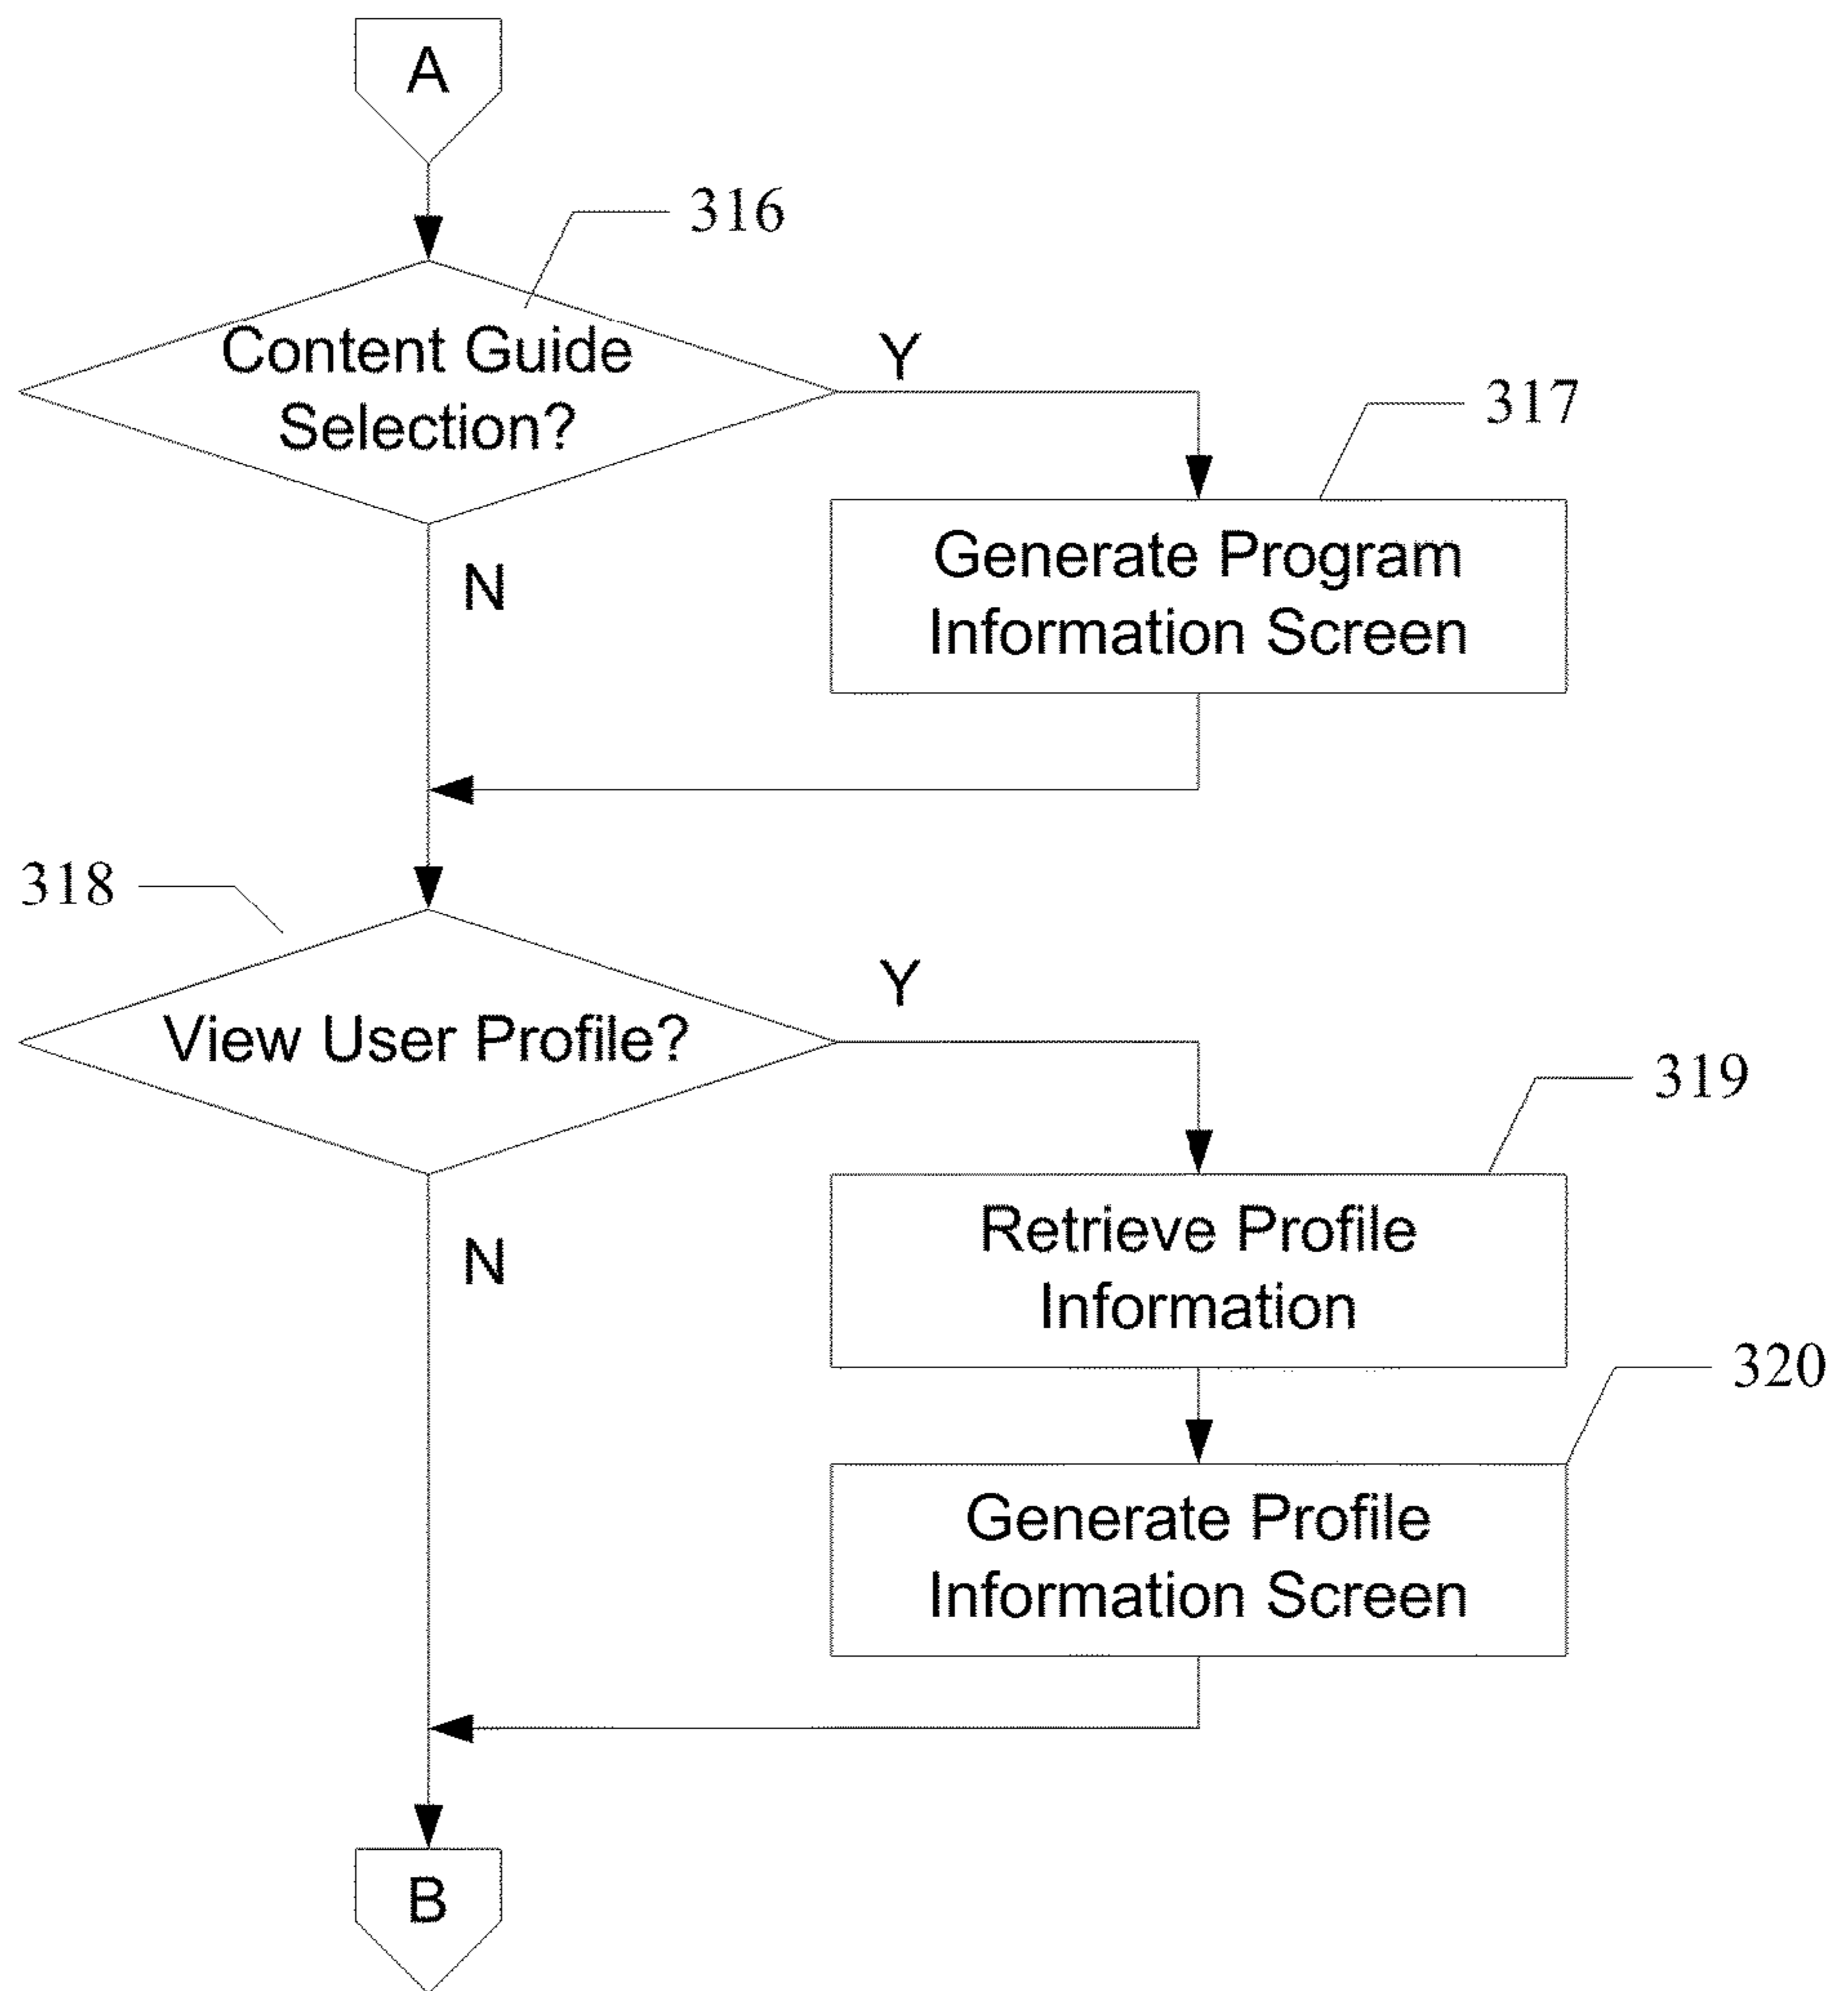 A
316
Content Guide
Selection?
Y
317
Generate Program
Information Screen
N
318
View User Profile?
Y
319
Retrieve Profile
Information
N
320
Generate Profile
Information Screen
B